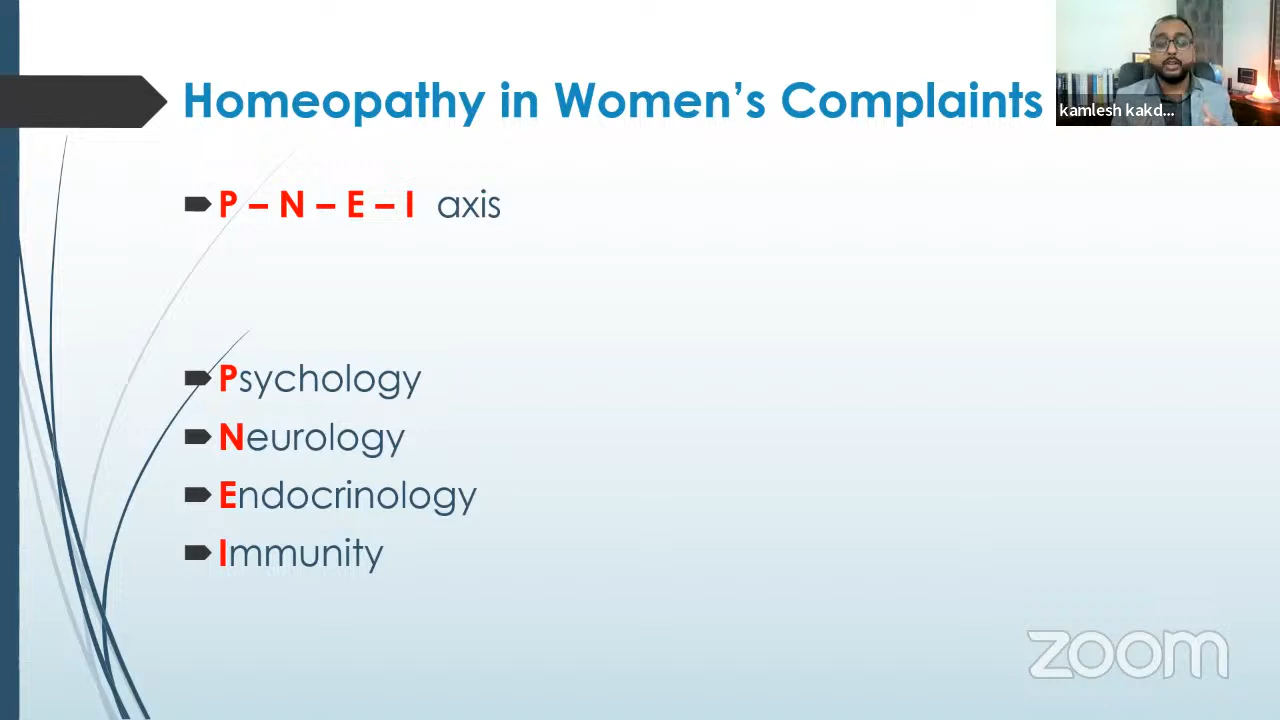 Homeopathy in Women's Complaints
kamlesh kakd...
P – N – E – I axis
Psychology
Neurology
Endocrinology
Immunity
zoom